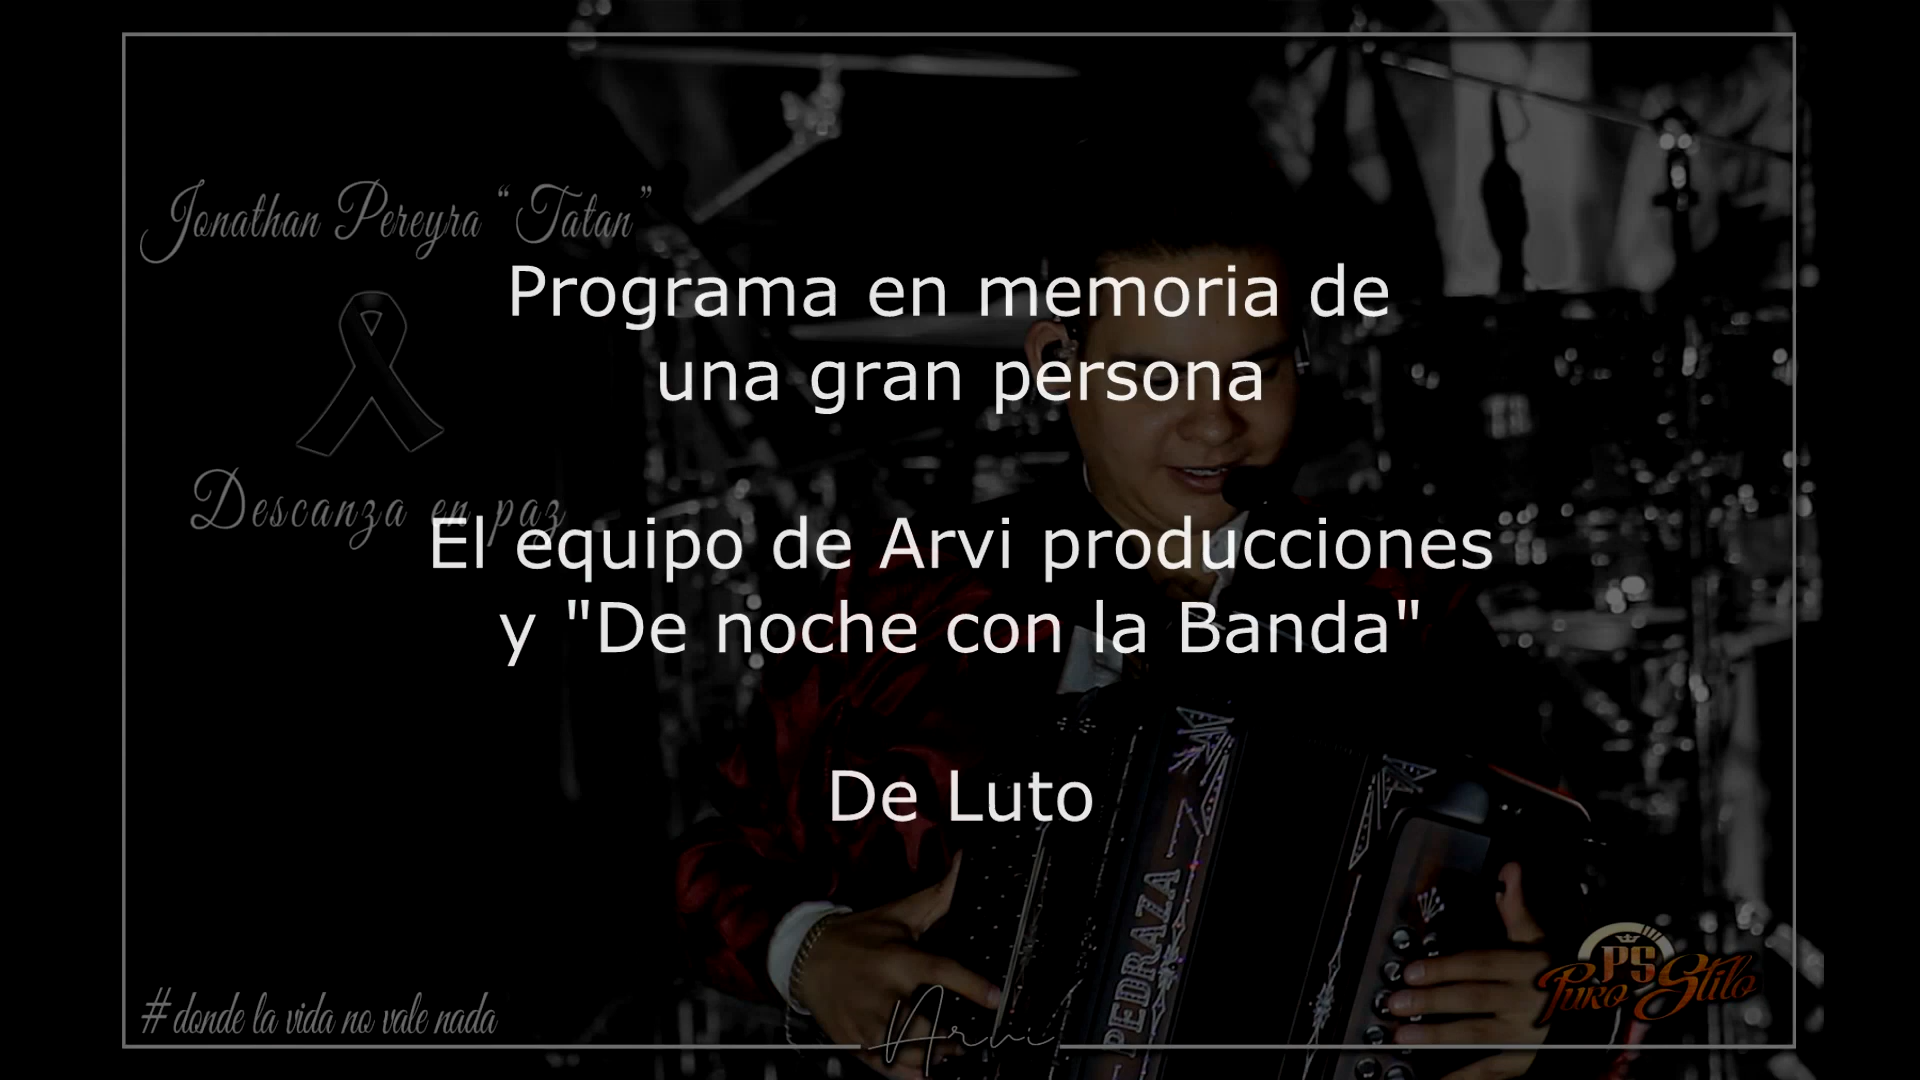 Jonathan Pereyra “Tatan”
Programa en memoria de
una gran persona
Descanza en paz
El equipo de Arvi producciones
y "De noche con la Banda"
De Luto
PEDRAZA
PS
Puro Stilo
# donde la vida no vale nada
Arvi